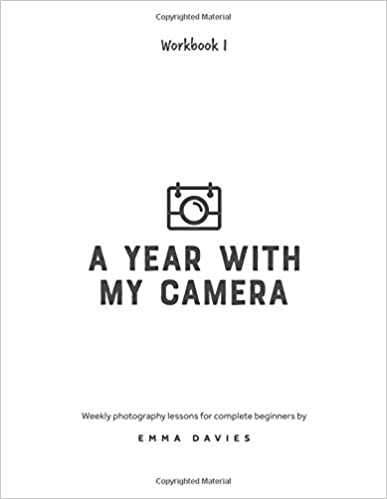 Copyrighted Material
Workbook 1
A YEAR WITH
MY CAMERA
Weekly photography lessons for complete beginners by
EMMA DAVIES
Copyrighted Material